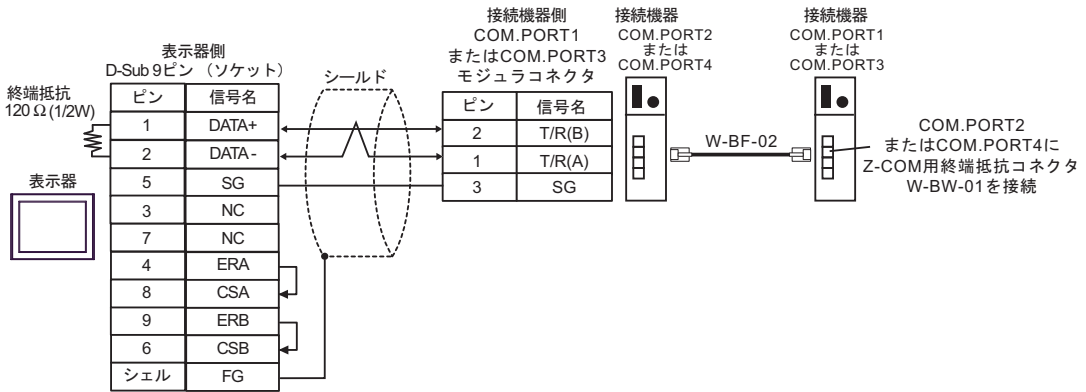 終端抵抗
120 Ω (1/2W)
表示器
表示器側
D-Sub 9ピン （ソケット）
ピン 信号名
1 DATA+
2 DATA-
5 SG
3 NC
7 NC
4 ERA
8 CSA
9 ERB
6 CSB
シェル FG
シールド
接続機器側
COM.PORT1
またはCOM.PORT3
モジュラコネクタ
ピン 信号名
2 T/R(B)
1 T/R(A)
3 SG
接続機器
COM.PORT2
または
COM.PORT4
W-BF-02
接続機器
COM.PORT1
または
COM.PORT3
COM.PORT2
またはCOM.PORT4に
Z-COM用終端抵抗コネクタ
W-BW-01を接続